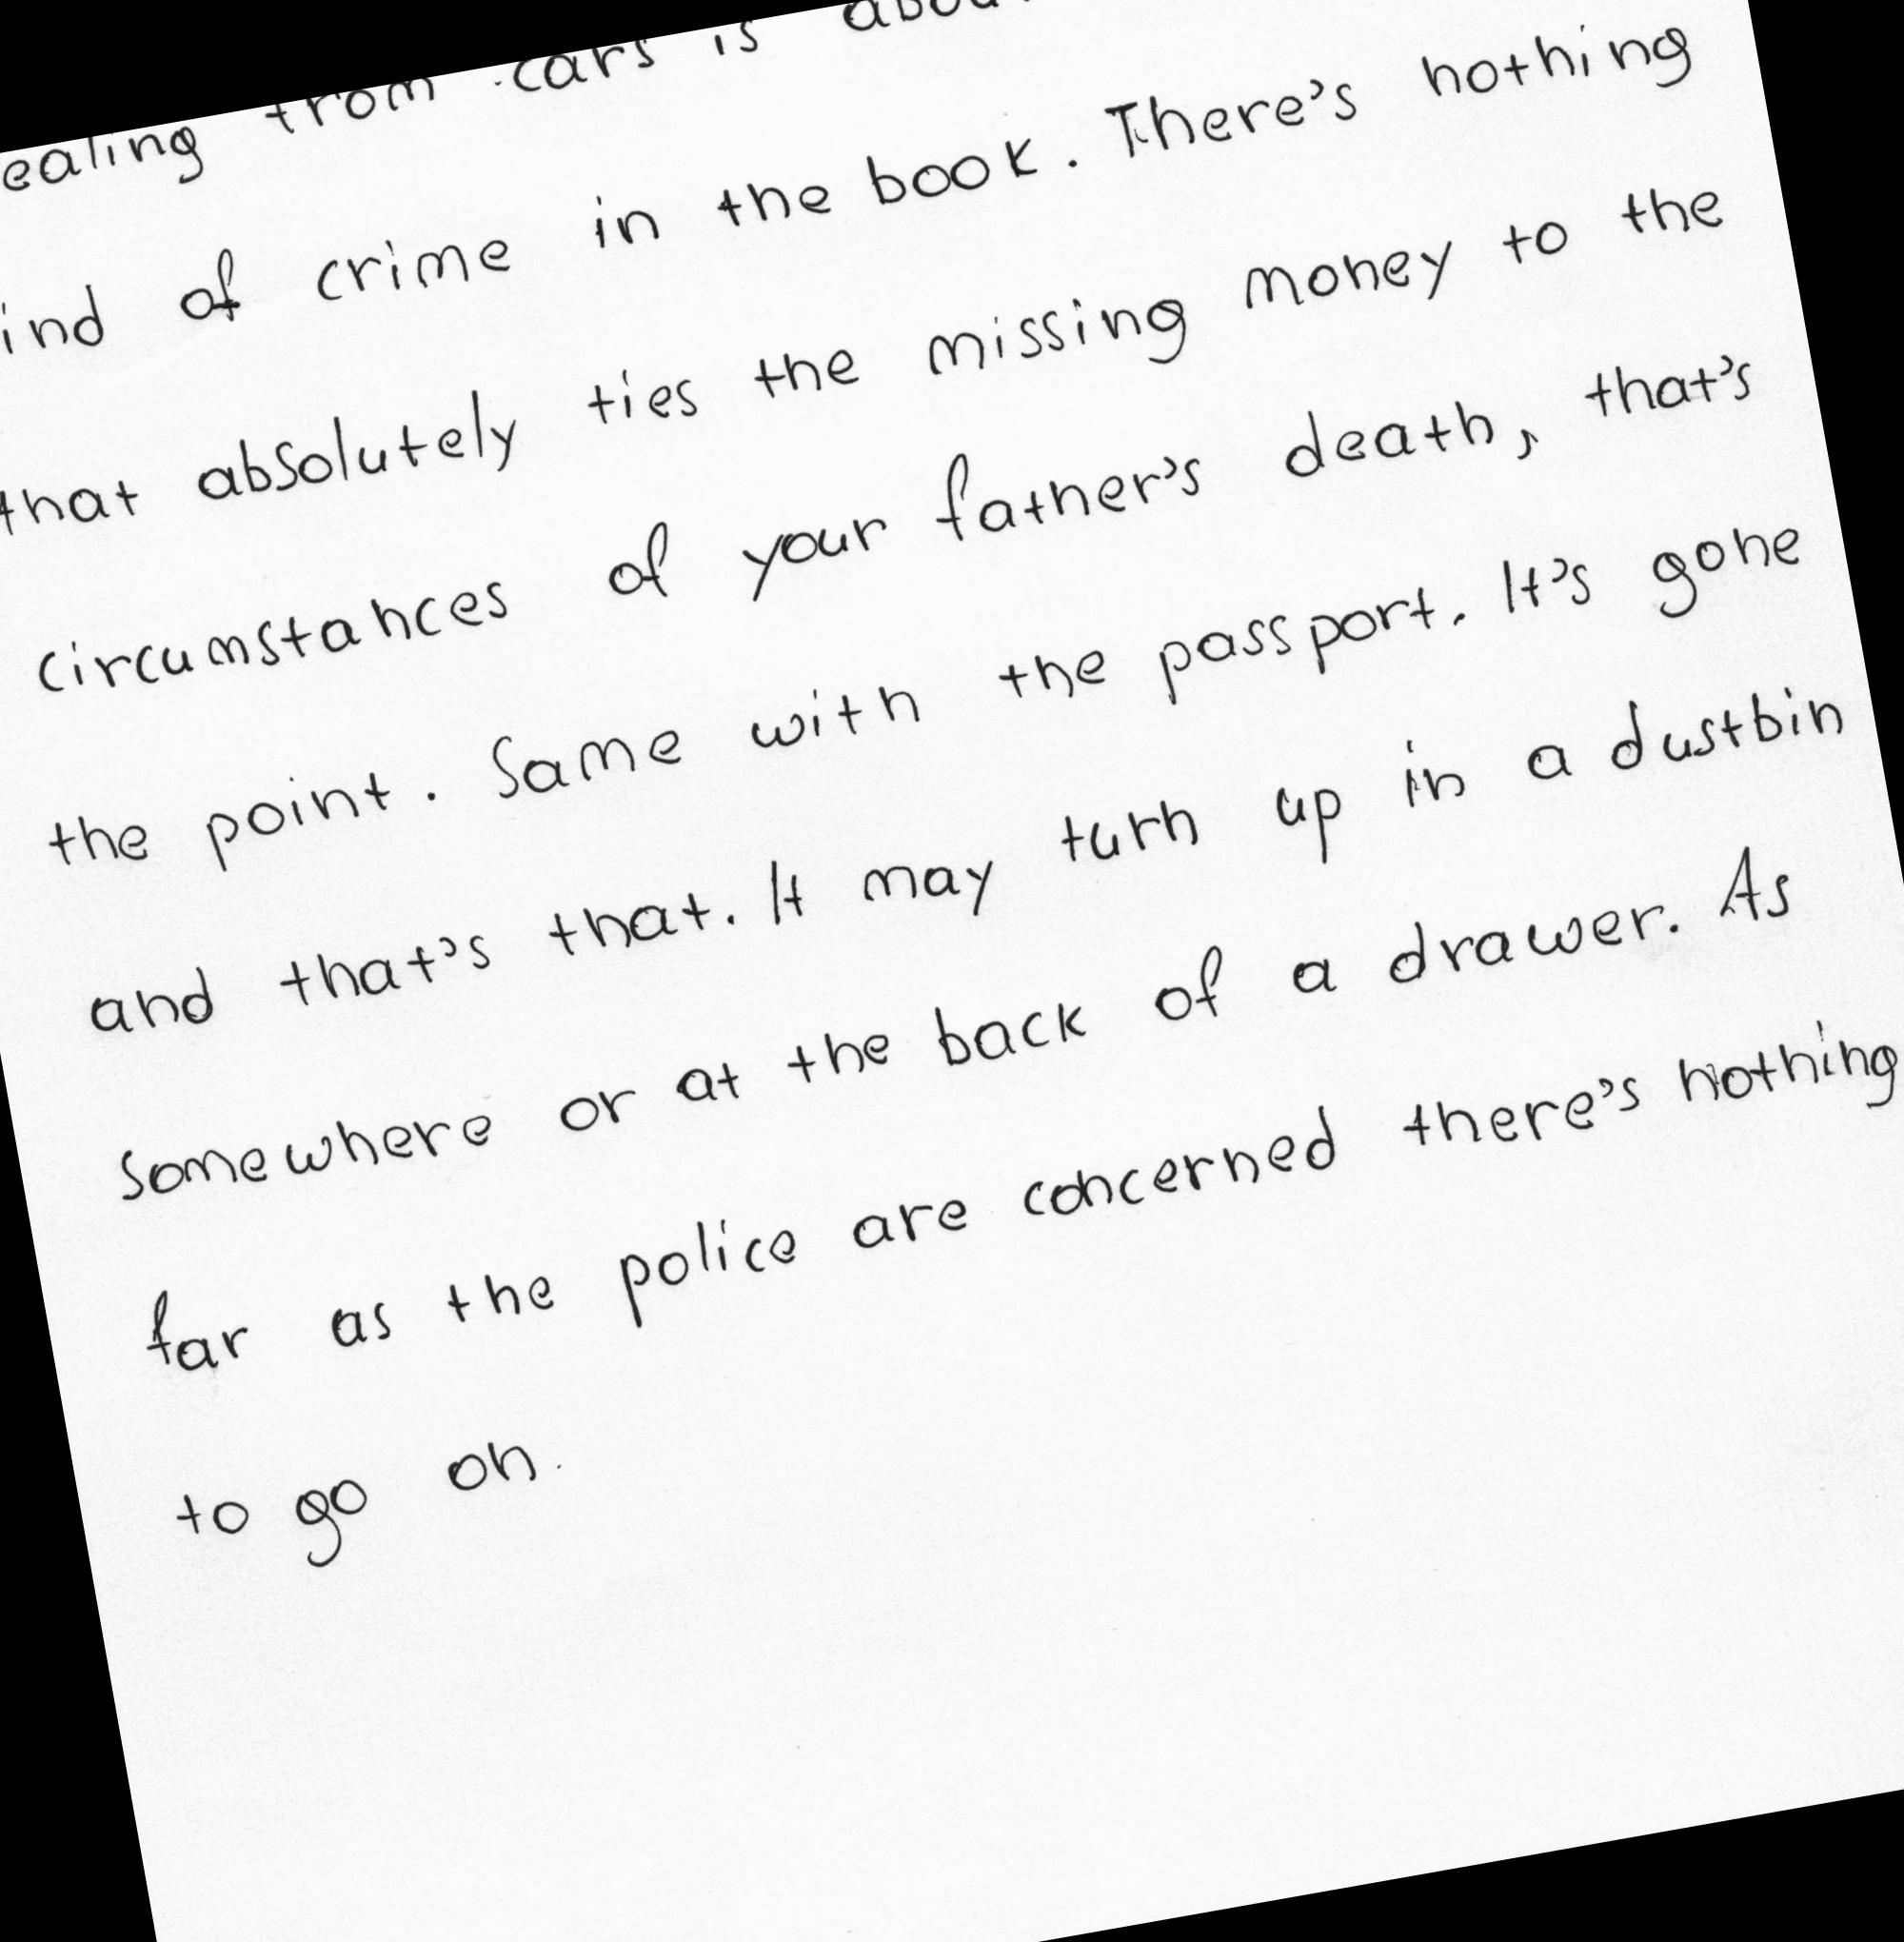 ealing from cars is abou
ind of crime in the book. There's nothing
that absolutely ties the missing money to the
circumstances of your father's death, that's
the point. Same with the passport. It's gone
and that's that. It may turn up in a dustbin
somewhere or at the back of a drawer. As
far as the police are concerned there's nothing
to go on.